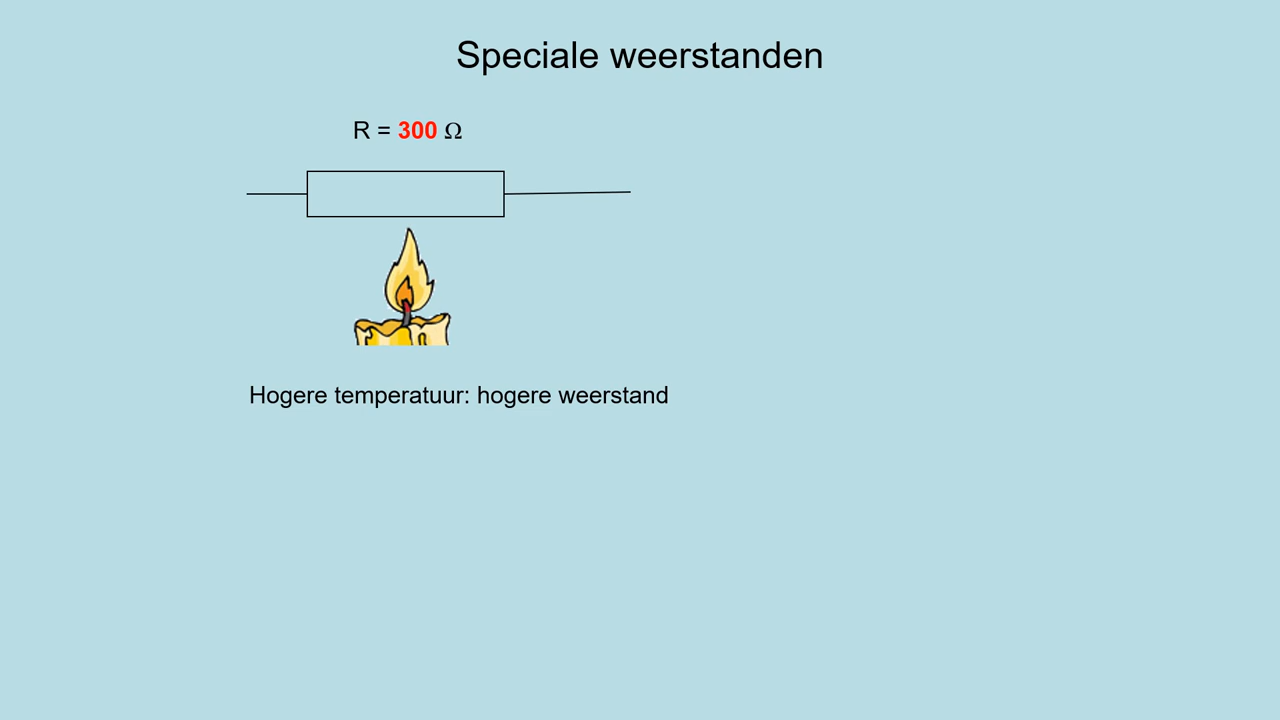 Speciale weerstanden
R = 300 Ω
Hogere temperatuur: hogere weerstand